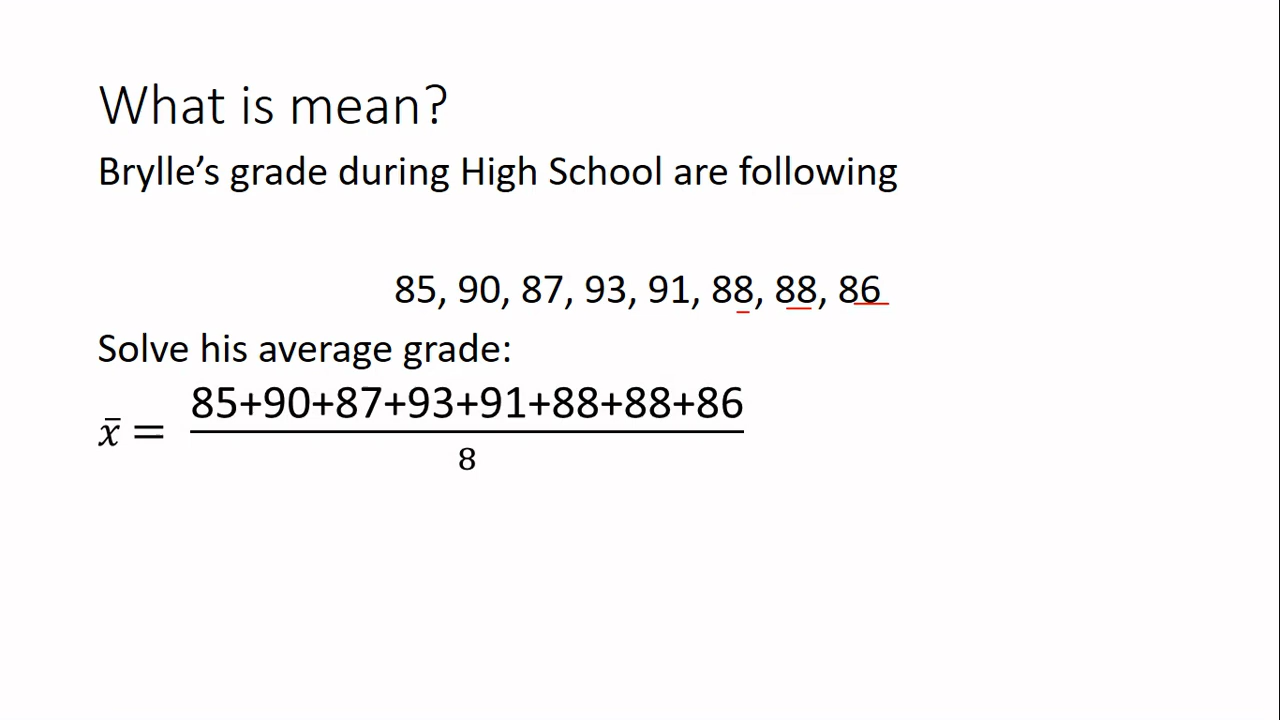 What is mean?
Brylle’s grade during High School are following
85, 90, 87, 93, 91, 88, 88, 86
Solve his average grade:
x̄ = 85+90+87+93+91+88+88+86
8